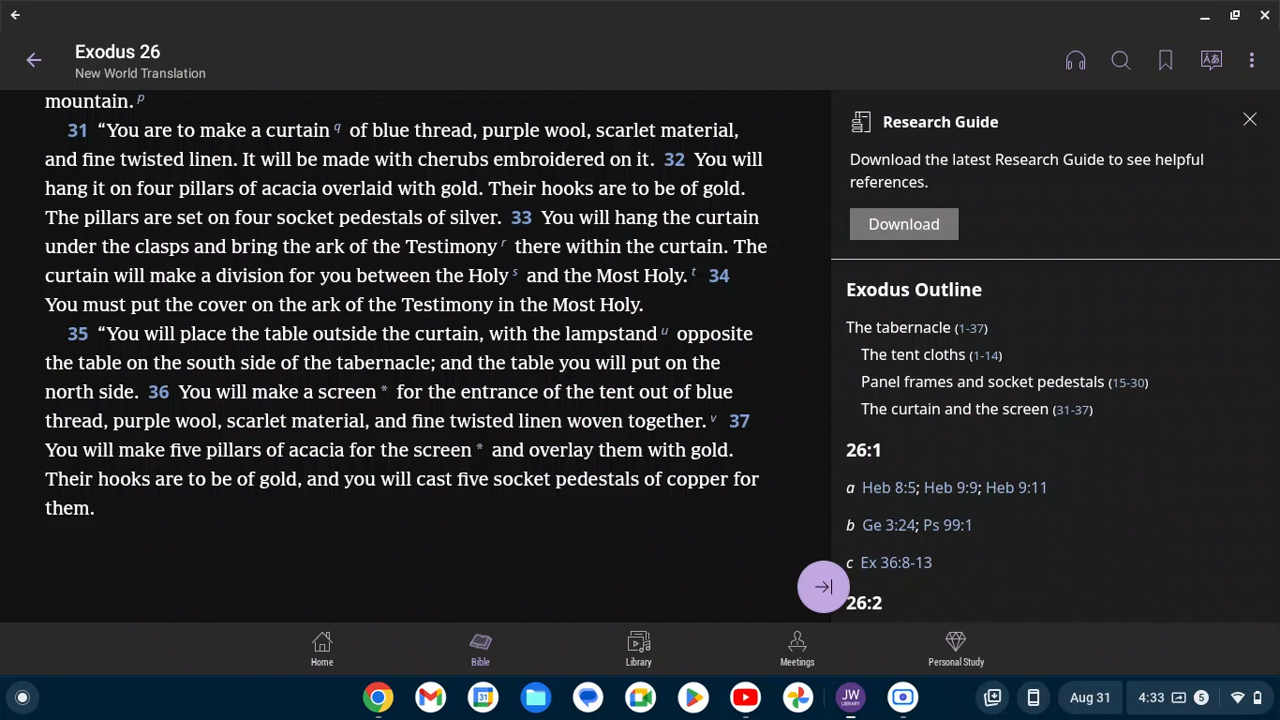 Exodus 26
New World Translation
mountain. p
31 “You are to make a curtain q of blue thread, purple wool, scarlet material,
and fine twisted linen. It will be made with cherubs embroidered on it. 32 You will
hang it on four pillars of acacia overlaid with gold. Their hooks are to be of gold.
The pillars are set on four socket pedestals of silver. 33 You will hang the curtain
under the clasps and bring the ark of the Testimony r there within the curtain. The
curtain will make a division for you between the Holy s and the Most Holy. t 34
You must put the cover on the ark of the Testimony in the Most Holy.
35 “You will place the table outside the curtain, with the lampstand u opposite
the table on the south side of the tabernacle; and the table you will put on the
north side. 36 You will make a screen * for the entrance of the tent out of blue
thread, purple wool, scarlet material, and fine twisted linen woven together. v 37
You will make five pillars of acacia for the screen * and overlay them with gold.
Their hooks are to be of gold, and you will cast five socket pedestals of copper for
them.
Research Guide
Download the latest Research Guide to see helpful
references.
Download
Exodus Outline
The tabernacle (1-37)
The tent cloths (1-14)
Panel frames and socket pedestals (15-30)
The curtain and the screen (31-37)
26:1
a Heb 8:5; Heb 9:9; Heb 9:11
b Ge 3:24; Ps 99:1
c Ex 36:8-13
26:2
Home
Bible
Library
Meetings
Personal Study
31
JW
LIBRARY
Aug 31
4:33
5